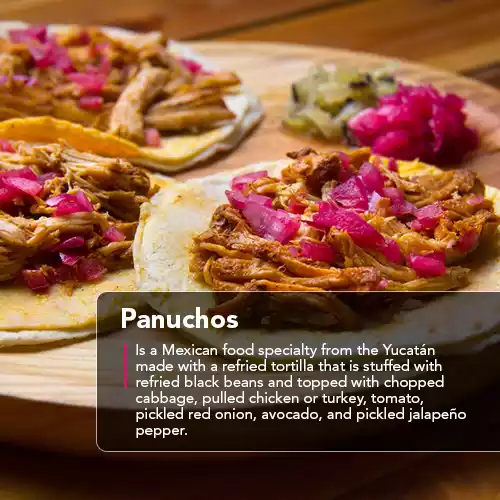 Panuchos
Is a Mexican food specialty from the Yucatán
made with a refried tortilla that is stuffed with
refried black beans and topped with chopped
cabbage, pulled chicken or turkey, tomato,
pickled red onion, avocado, and pickled jalapeño
pepper.